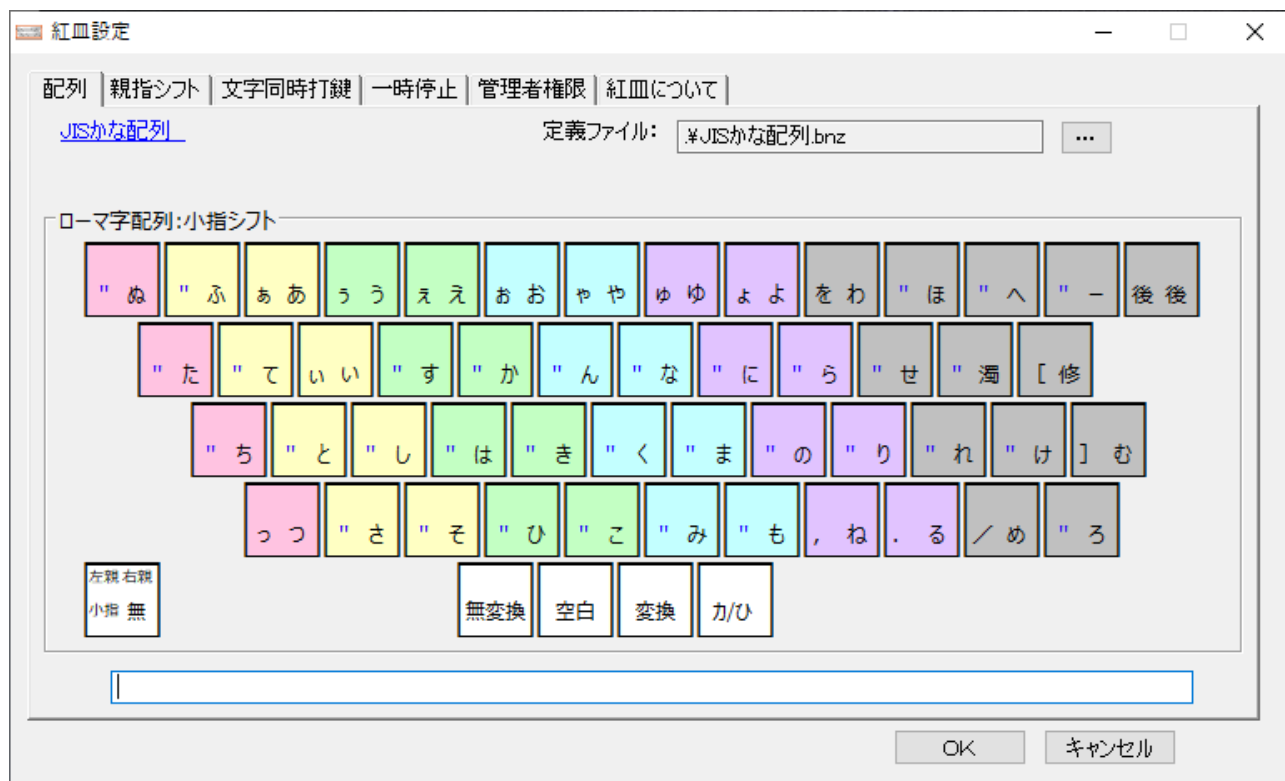 紅皿設定
配列 親指シフト 文字同時打鍵 一時停止 管理者権限 紅皿について
JISかな配列 定義ファイル: .¥JISかな配列.bnz ...
ローマ字配列:小指シフト
" ぬ " ふ ぁ あ ぅ う ぇ え ぉ お ゃ や ゅ ゆ ょ よ を わ " ほ " へ " ー 後 後
" た " て ぃ い " す " か " ん " な " に " ら " せ " 濁 [ 修
" ち " と " し " は " き " く " ま " の " り " れ " け ] む
っ つ " さ " そ " ひ " こ " み " も , ね . る ／ め " ろ
左親 右親
小指 無 無変換 空白 変換 カ/ひ
OK キャンセル